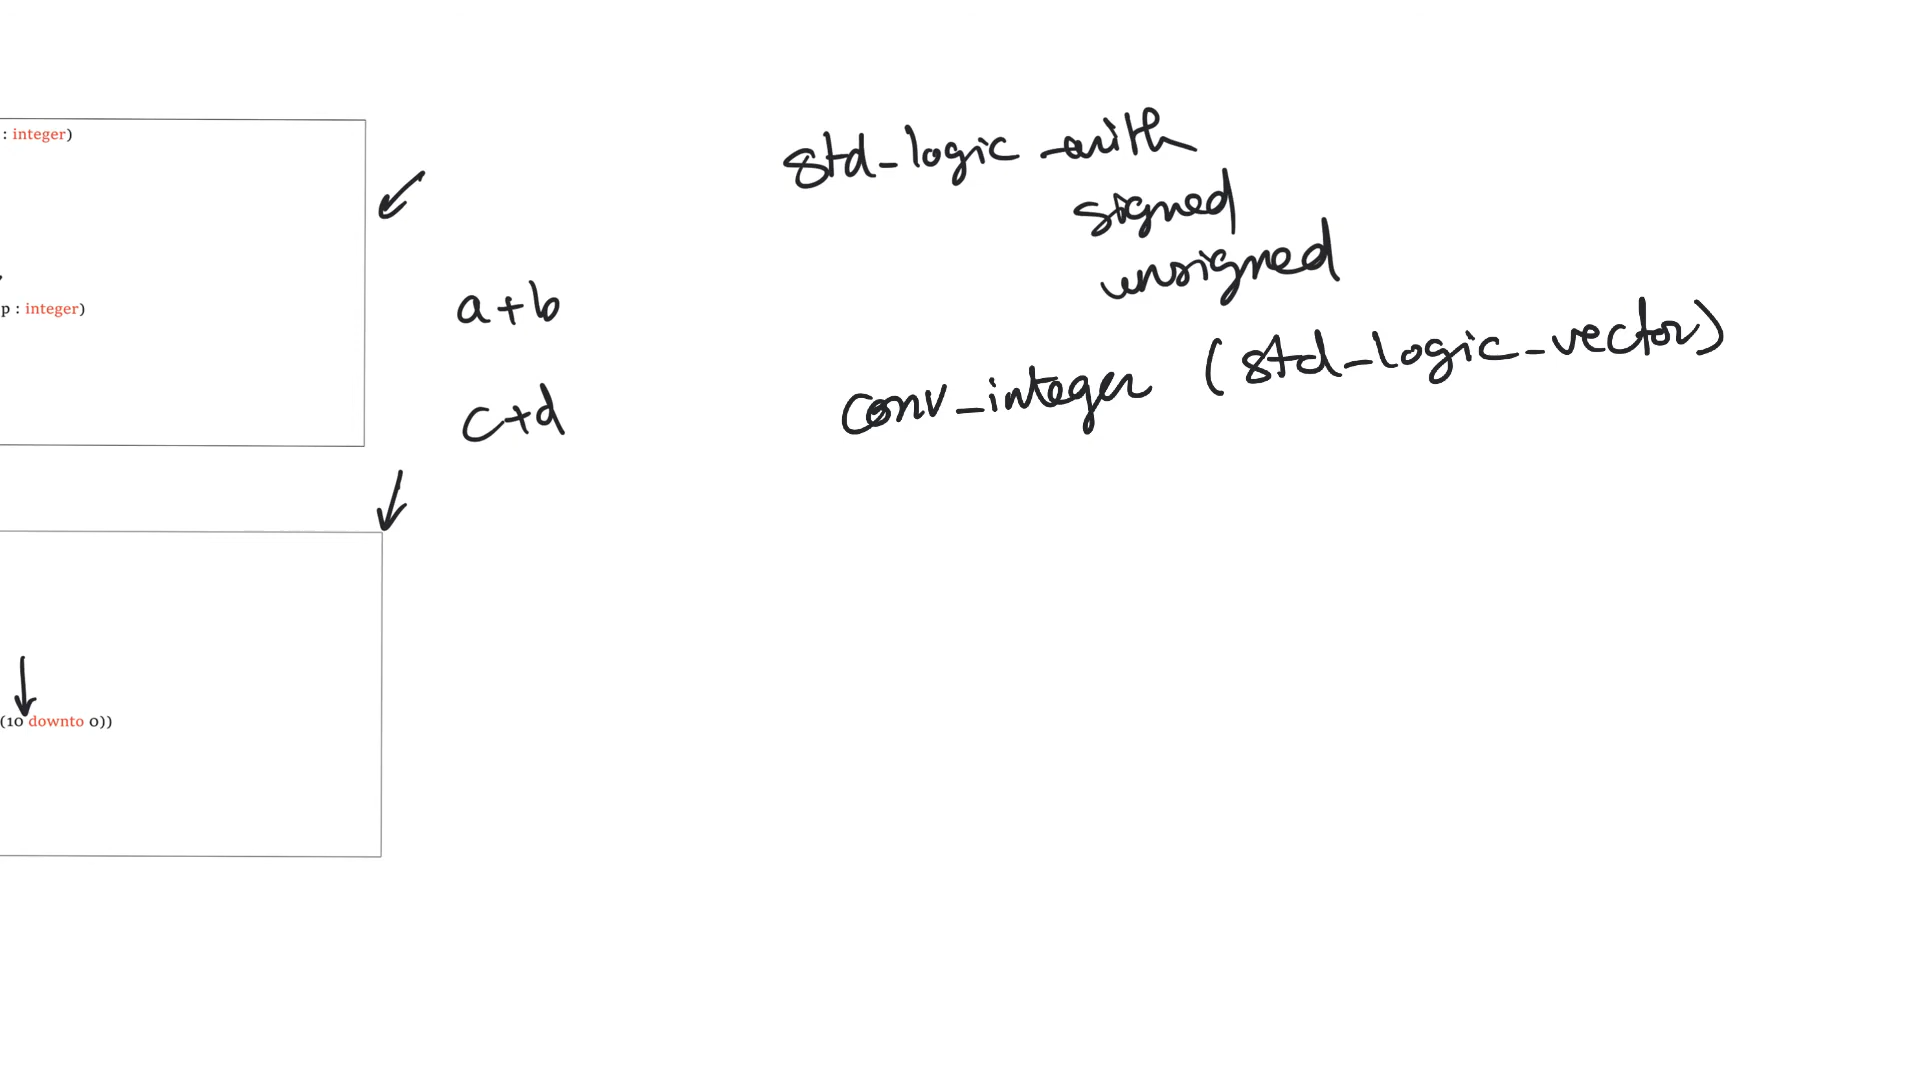 : integer)
p : integer)
(10 downto 0))
a+b
c+d
std_logic_arith
signed
unsigned
conv_integer (std_logic_vector)